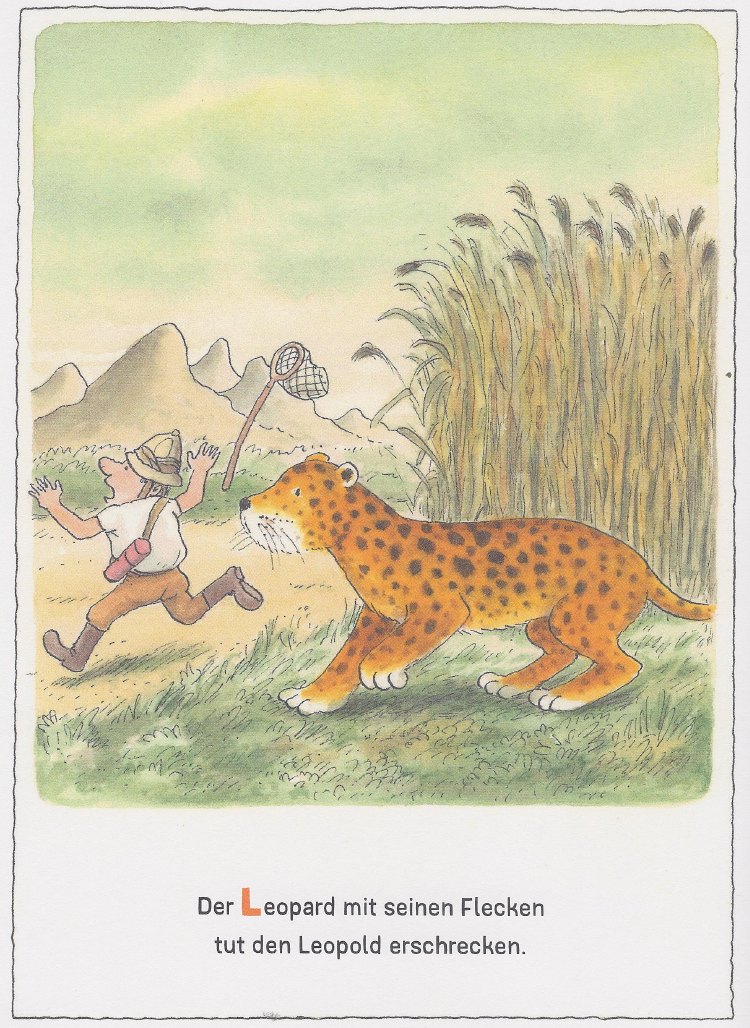 Der Leopard mit seinen Flecken
tut den Leopold erschrecken.